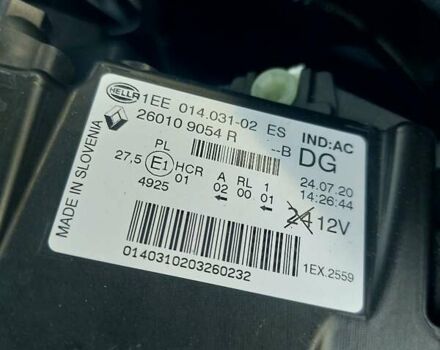 HELLA
1EE 014.031-02 ES IND:AC
26010 9054 R --B DG
MADE IN SLOVENIA
PL A RL 1 24.07.20
27,5 E1 HCR 02 00 01 14:26:44
4925 01 ← ←
24 12V
0140310203260232
1EX.2559